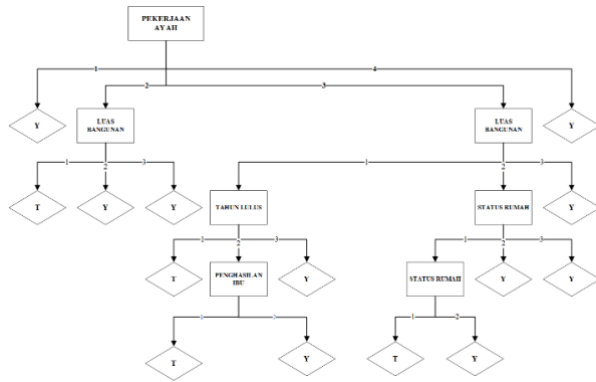 PEKERJAAN
AYAH
1
4
2
3
Y
LUAS
BANGUNAN
LUAS
BANGUNAN
Y
1
2
3
1
2
3
T
Y
Y
TAHUN LULUS
STATUS RUMAH
Y
1
2
3
1
2
3
T
PENGHASILAN
IBU
Y
STATUS RUMAH
Y
Y
1
2
T
Y
T
Y